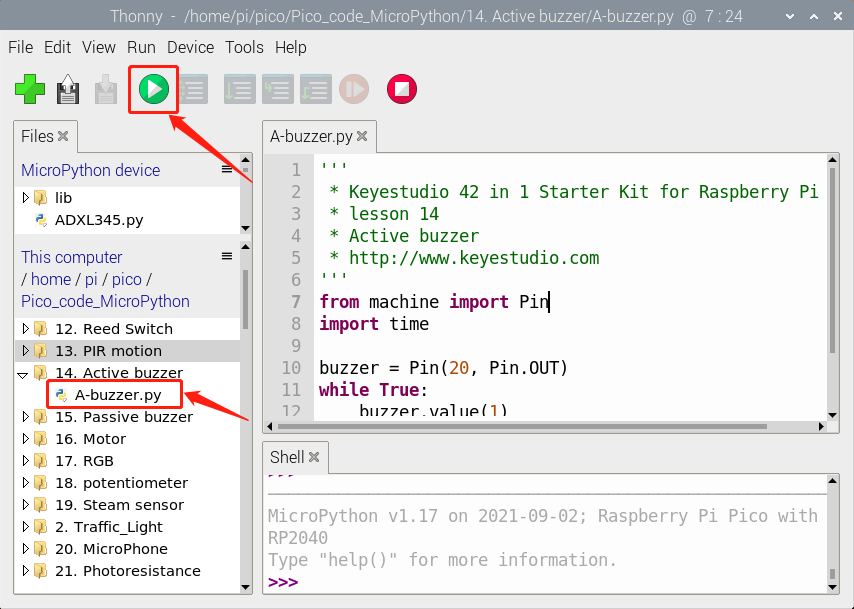 Thonny - /home/pi/pico/Pico_code_MicroPython/14. Active buzzer/A-buzzer.py @ 7 : 24
File Edit View Run Device Tools Help
Files
MicroPython device
lib
ADXL345.py
This computer
/ home / pi / pico /
Pico_code_MicroPython
12. Reed Switch
13. PIR motion
14. Active buzzer
A-buzzer.py
15. Passive buzzer
16. Motor
17. RGB
18. potentiometer
19. Steam sensor
2. Traffic_Light
20. MicroPhone
21. Photoresistance
A-buzzer.py
1 '''
2 * Keyestudio 42 in 1 Starter Kit for Raspberry Pi
3 * lesson 14
4 * Active buzzer
5 * http://www.keyestudio.com
6 '''
7 from machine import Pin
8 import time
9
10 buzzer = Pin(20, Pin.OUT)
11 while True:
12 buzzer.value(1)
Shell
>>>
MicroPython v1.17 on 2021-09-02; Raspberry Pi Pico with
RP2040
Type "help()" for more information.
>>>